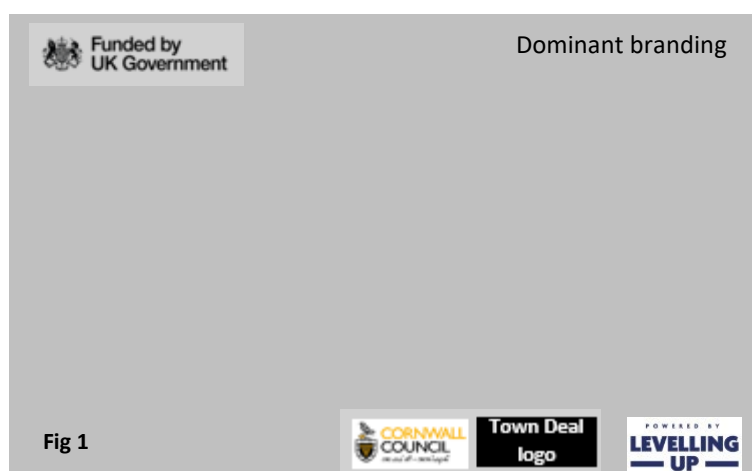 Funded by
UK Government
Dominant branding
Fig 1
CORNWALL
COUNCIL
Town Deal
logo
POWERED BY
LEVELLING
UP